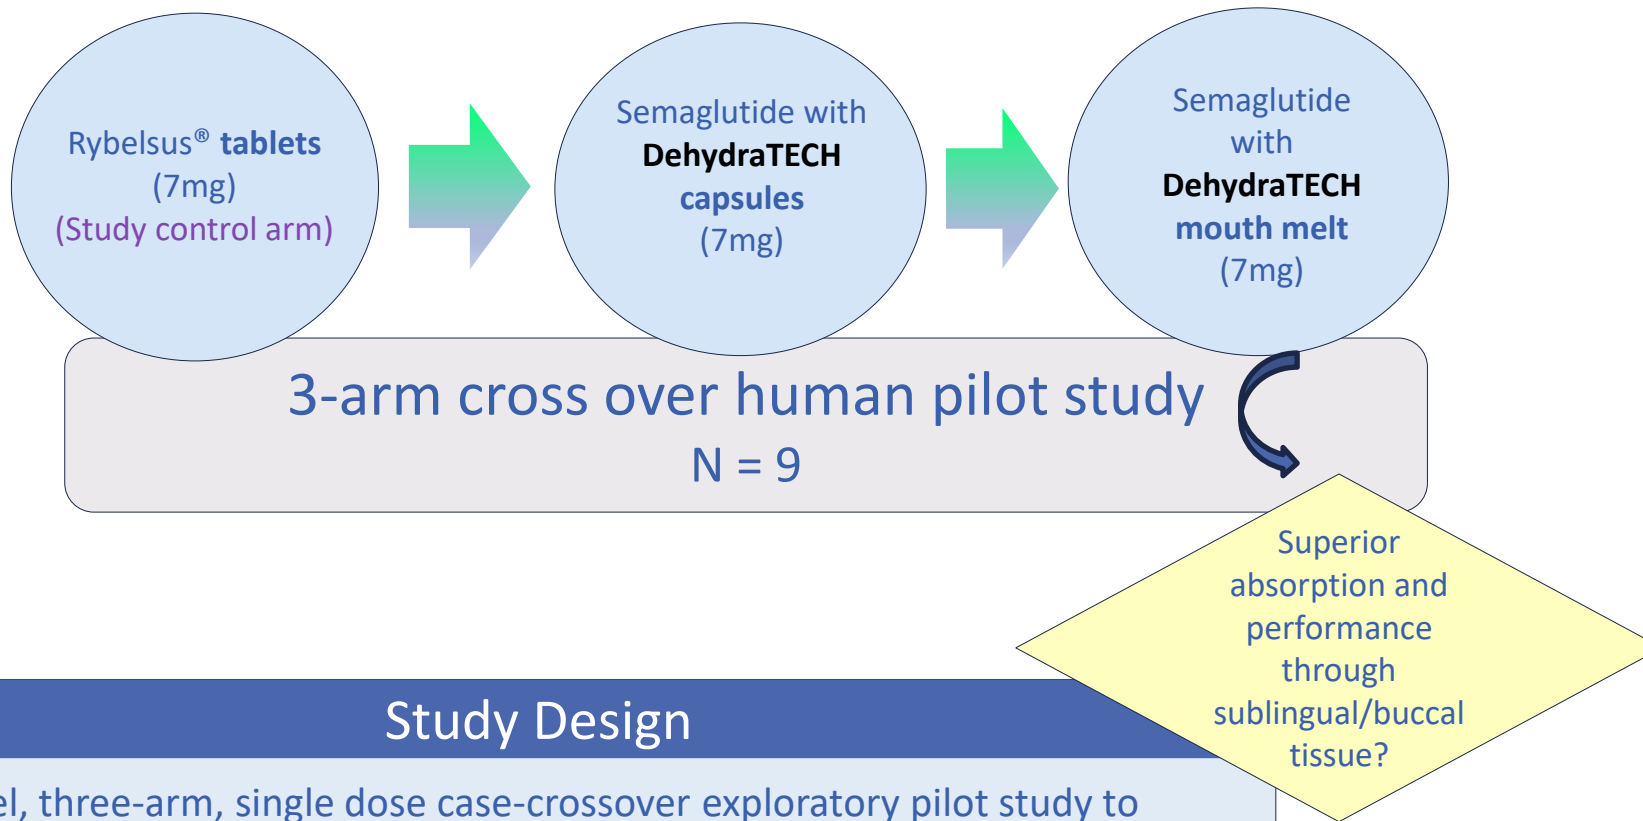 Rybelsus® tablets
(7mg)
(Study control arm)
Semaglutide with
DehydraTECH
capsules
(7mg)
Semaglutide
with
DehydraTECH
mouth melt
(7mg)
3-arm cross over human pilot study
N = 9
Superior
absorption and
performance
through
sublingual/buccal
tissue?
Study Design
three-arm, single dose case-crossover exploratory pilot study to